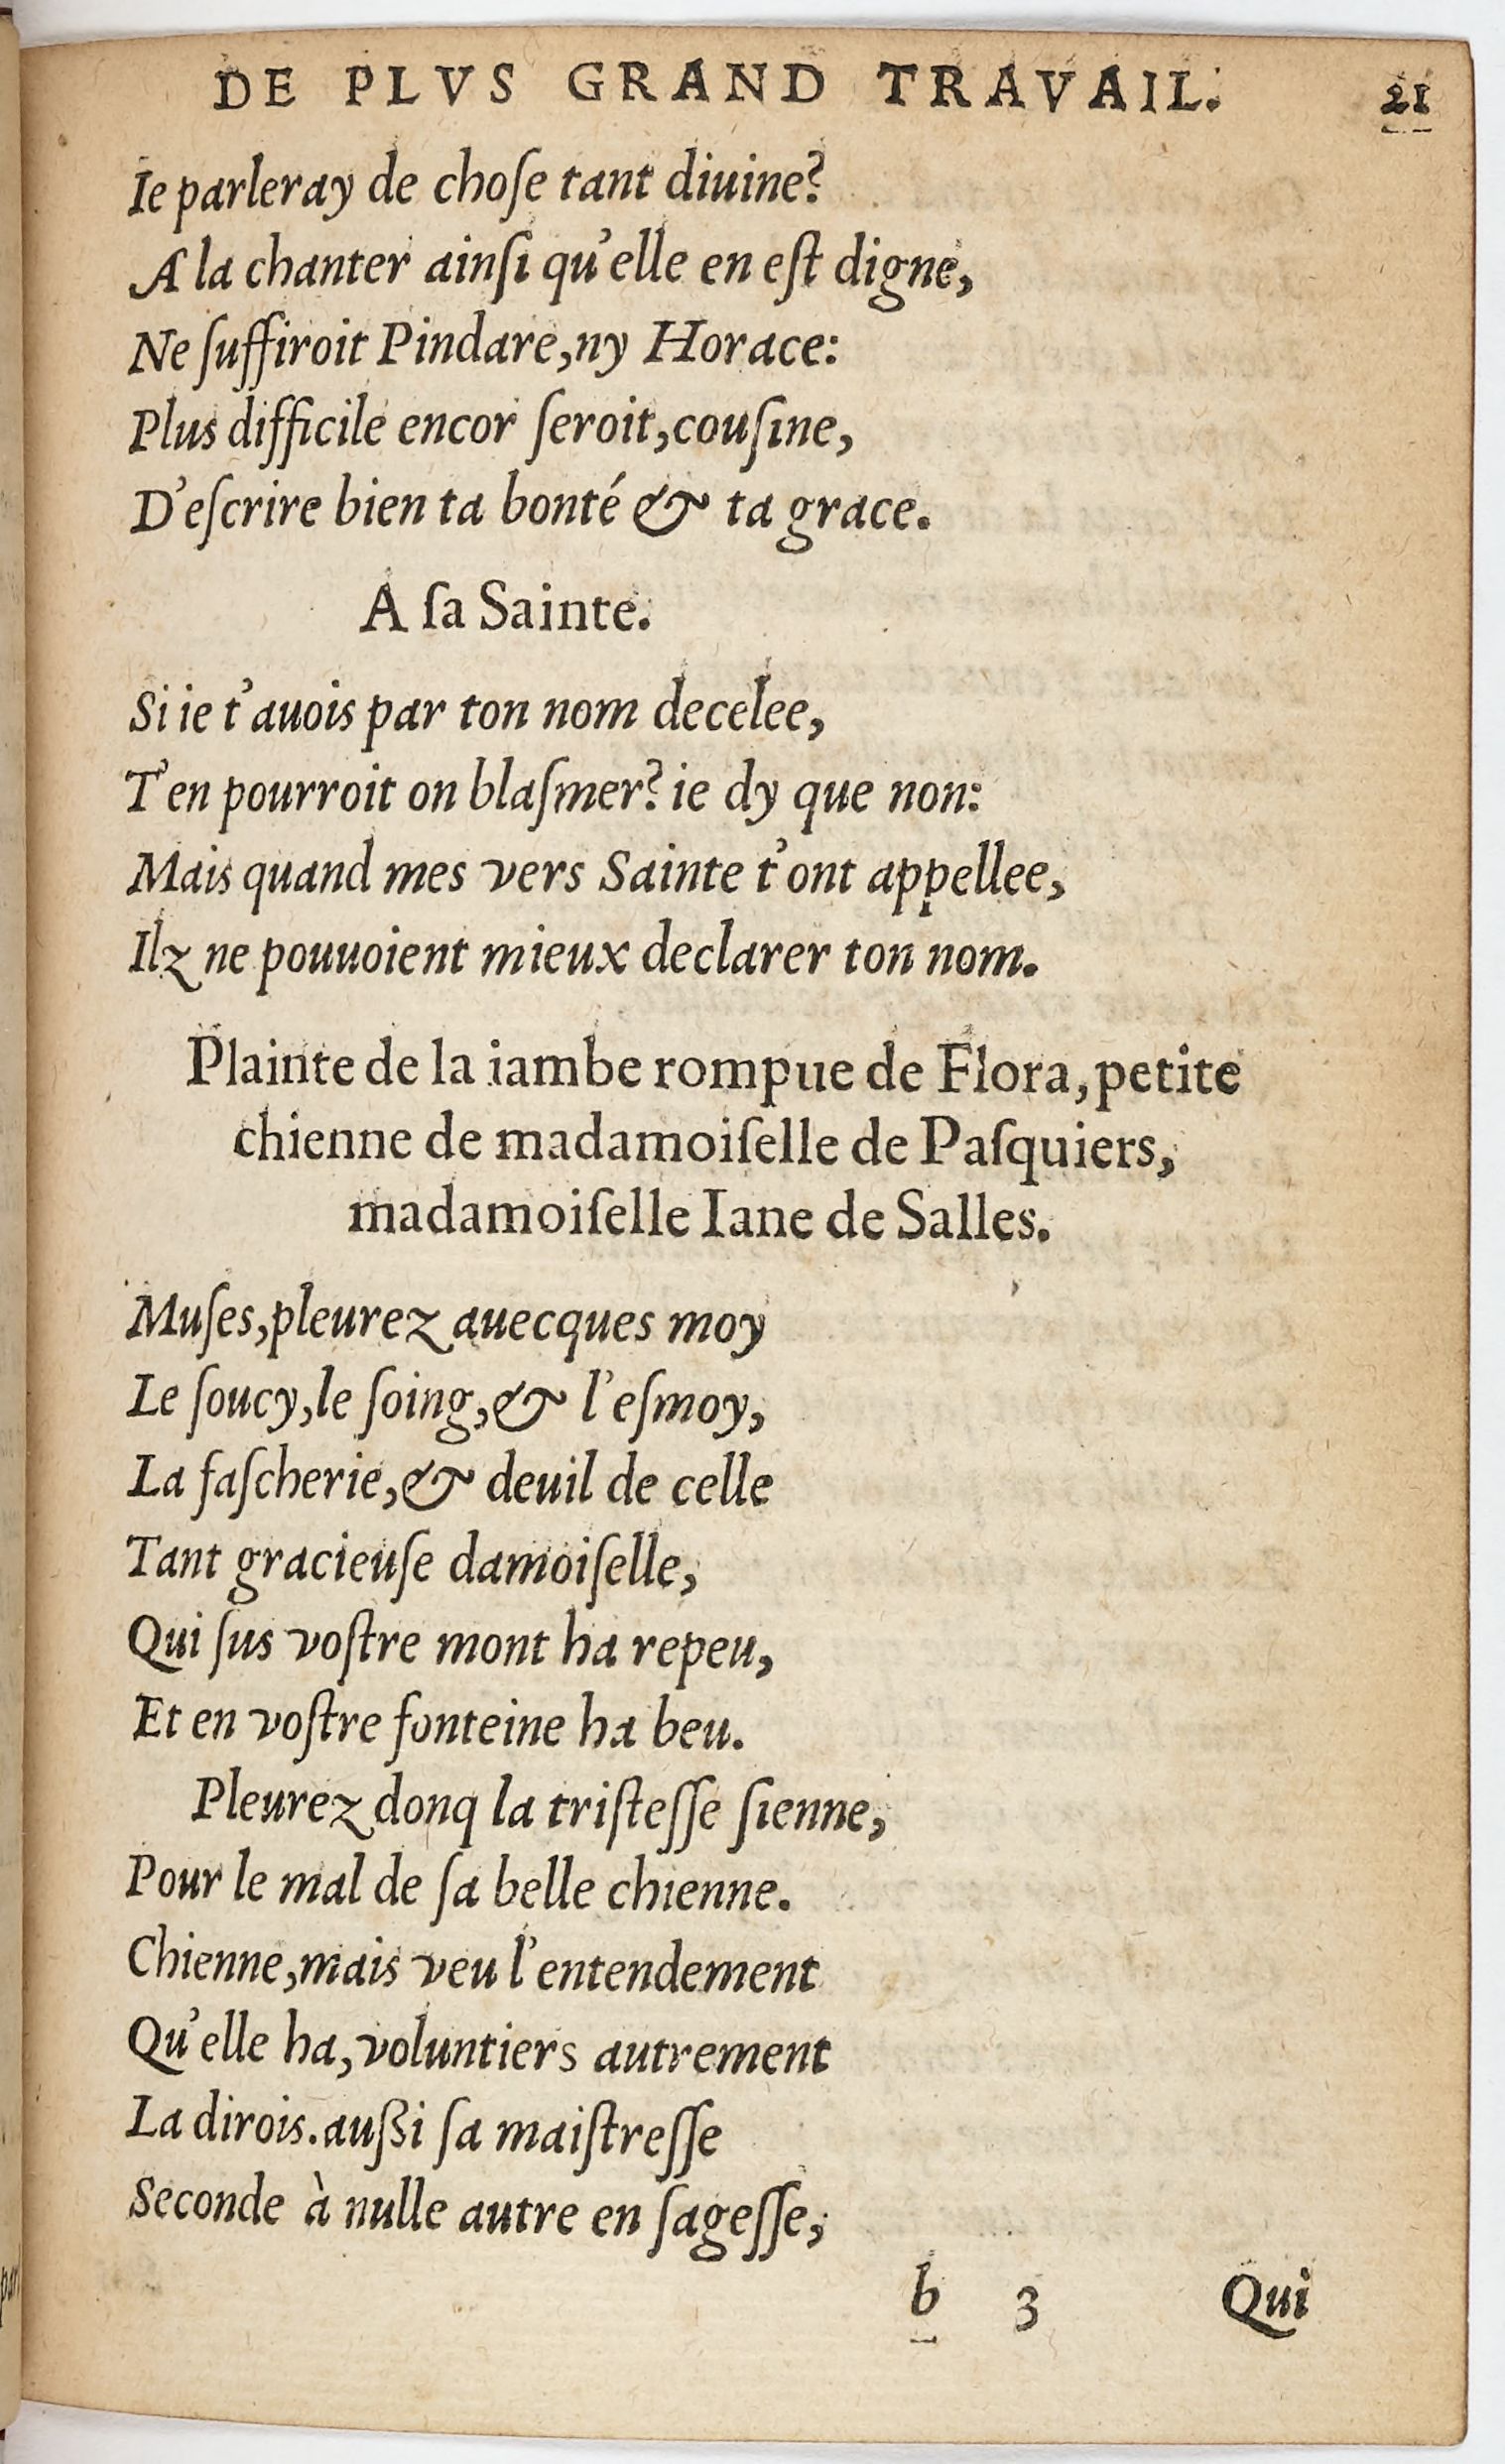 DE PLVS GRAND TRAVAIL. 21
Ie parleray de choſe tant diuine?
A la chanter ainſi qu'elle en eſt digne,
Ne ſuffiroit Pindare, ny Horace:
Plus difficile encor ſeroit, couſine,
D'eſcrire bien ta bonté & ta grace.
A ſa Sainte.
Si ie t'auois par ton nom decelee,
T'en pourroit on blaſmer? ie dy que non:
Mais quand mes vers Sainte t'ont appellee,
Ilz ne pouuoient mieux declarer ton nom.
Plainte de la iambe rompue de Flora, petite
chienne de madamoiſelle de Paſquiers,
madamoiſelle Iane de Salles.
Muſes, pleurez auecques moy
Le ſoucy, le ſoing, & l'eſmoy,
La faſcherie, & deuil de celle
Tant gracieuſe damoiſelle,
Qui ſus voſtre mont ha repeu,
Et en voſtre fonteine ha beu.
Pleurez donq la triſteſſe ſienne,
Pour le mal de ſa belle chienne.
Chienne, mais veu l'entendement
Qu'elle ha, voluntiers autrement
La dirois. außi ſa maiſtreſſe
Seconde à nulle autre en ſageſſe,
b 3 Qui